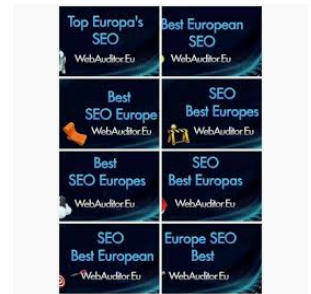 Top Europa's
SEO
WebAuditor.Eu
Best European
SEO
WebAuditor.Eu
Best
SEO Europe
WebAuditor.Eu
SEO
Best Europes
WebAuditor.Eu
Best
SEO Europes
WebAuditor.Eu
SEO
Best Europas
WebAuditor.Eu
SEO
Best European
WebAuditor.Eu
Europe SEO
Best
WebAuditor.Eu